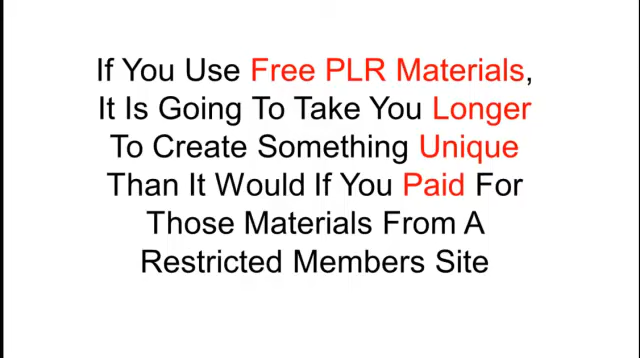 If You Use Free PLR Materials,
It Is Going To Take You Longer
To Create Something Unique
Than It Would If You Paid For
Those Materials From A
Restricted Members Site